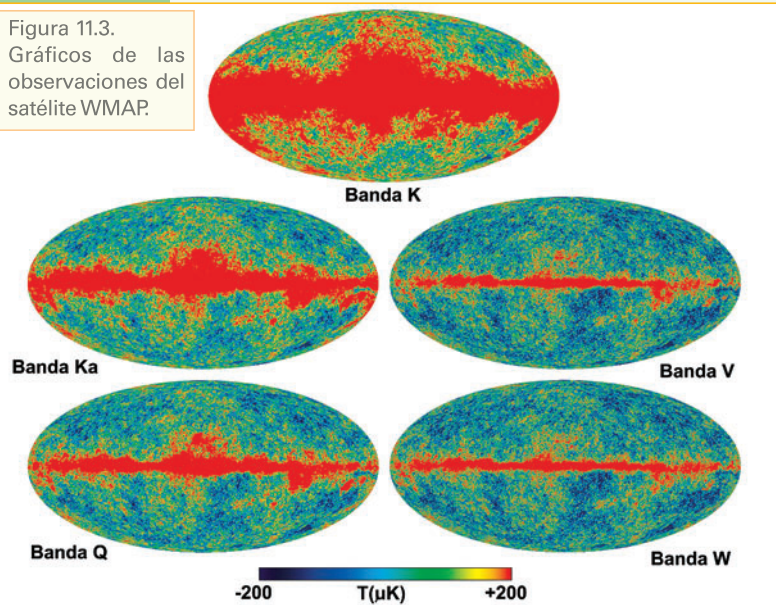 Figura 11.3.
Gráficos de las
observaciones del
satélite WMAP.
Banda K
Banda Ka
Banda V
Banda Q
Banda W
-200 T(μK) +200